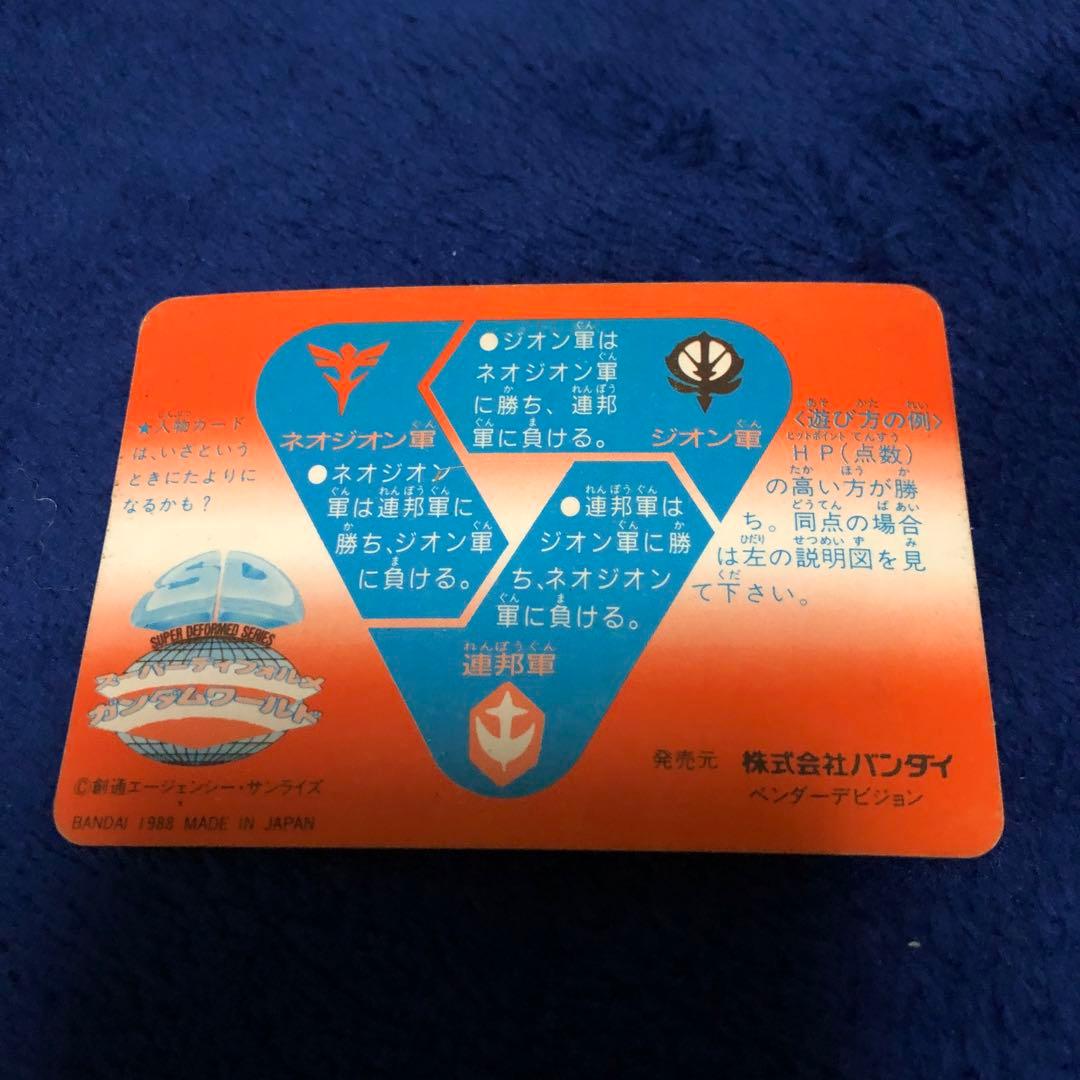 ●ジオン軍は
ネオジオン軍
に勝ち、連邦
軍に負ける。
ネオジオン軍
●ネオジオン
軍は連邦軍に
勝ち、ジオン軍
に負ける。
ジオン軍
●連邦軍は
ジオン軍に勝
ち、ネオジオン
軍に負ける。
連邦軍
<遊び方の例>
HP(点数)
の高い方が勝
ち。同点の場合
は左の説明図を見
て下さい。
★人物カード
は、いさという
ときにたよりに
なるかも?
SD
SUPER DEFORMED SERIES
スーパーディフォルメ
ガンダムワールド
©創通エージェンシー・サンライズ
BANDAI 1988 MADE IN JAPAN
発売元 株式会社バンダイ
ベンダーデビジョン